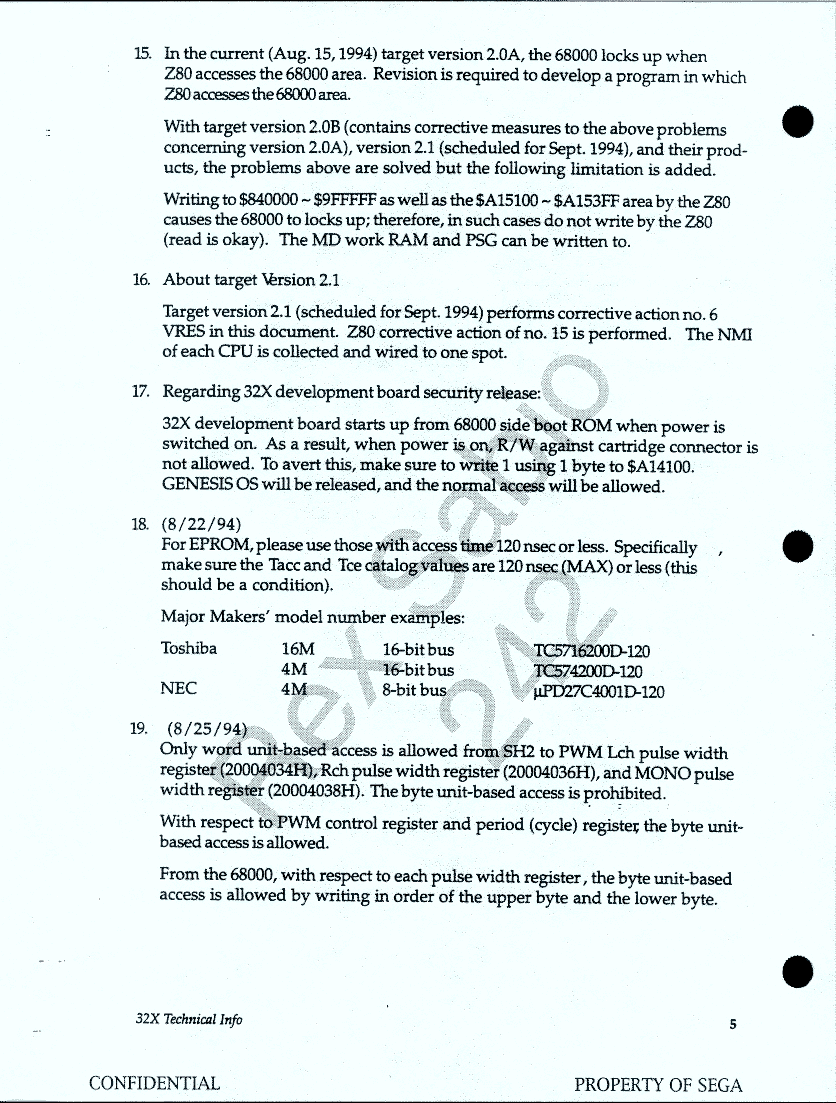 15. In the current (Aug. 15, 1994) target version 2.0A, the 68000 locks up when
Z80 accesses the 68000 area. Revision is required to develop a program in which
Z80 accesses the 68000 area.
With target version 2.0B (contains corrective measures to the above problems
concerning version 2.0A), version 2.1 (scheduled for Sept. 1994), and their prod-
ucts, the problems above are solved but the following limitation is added.
Writing to $840000 ~ $9FFFFF as well as the $A15100 ~ $A153FF area by the Z80
causes the 68000 to locks up; therefore, in such cases do not write by the Z80
(read is okay). The MD work RAM and PSG can be written to.
16. About target Version 2.1
Target version 2.1 (scheduled for Sept. 1994) performs corrective action no. 6
VRES in this document. Z80 corrective action of no. 15 is performed. The NMI
of each CPU is collected and wired to one spot.
17. Regarding 32X development board security release:
32X development board starts up from 68000 side boot ROM when power is
switched on. As a result, when power is on, R/W against cartridge connector is
not allowed. To avert this, make sure to write 1 using 1 byte to $A14100.
GENESIS OS will be released, and the normal access will be allowed.
18. (8/22/94)
For EPROM, please use those with access time 120 nsec or less. Specifically ,
make sure the Tacc and Tce catalog values are 120 nsec (MAX) or less (this
should be a condition).
Major Makers' model number examples:
Toshiba 16M 16-bit bus TC5716200D-120
4M 16-bit bus TC574200D-120
NEC 4M 8-bit bus µPD27C4001D-120
19. (8/25/94)
Only word unit-based access is allowed from SH2 to PWM Lch pulse width
register (20004034H), Rch pulse width register (20004036H), and MONO pulse
width register (20004038H). The byte unit-based access is prohibited.
With respect to PWM control register and period (cycle) register, the byte unit-
based access is allowed.
From the 68000, with respect to each pulse width register, the byte unit-based
access is allowed by writing in order of the upper byte and the lower byte.
Rex Sabio
242
32X Technical Info 5
CONFIDENTIAL PROPERTY OF SEGA